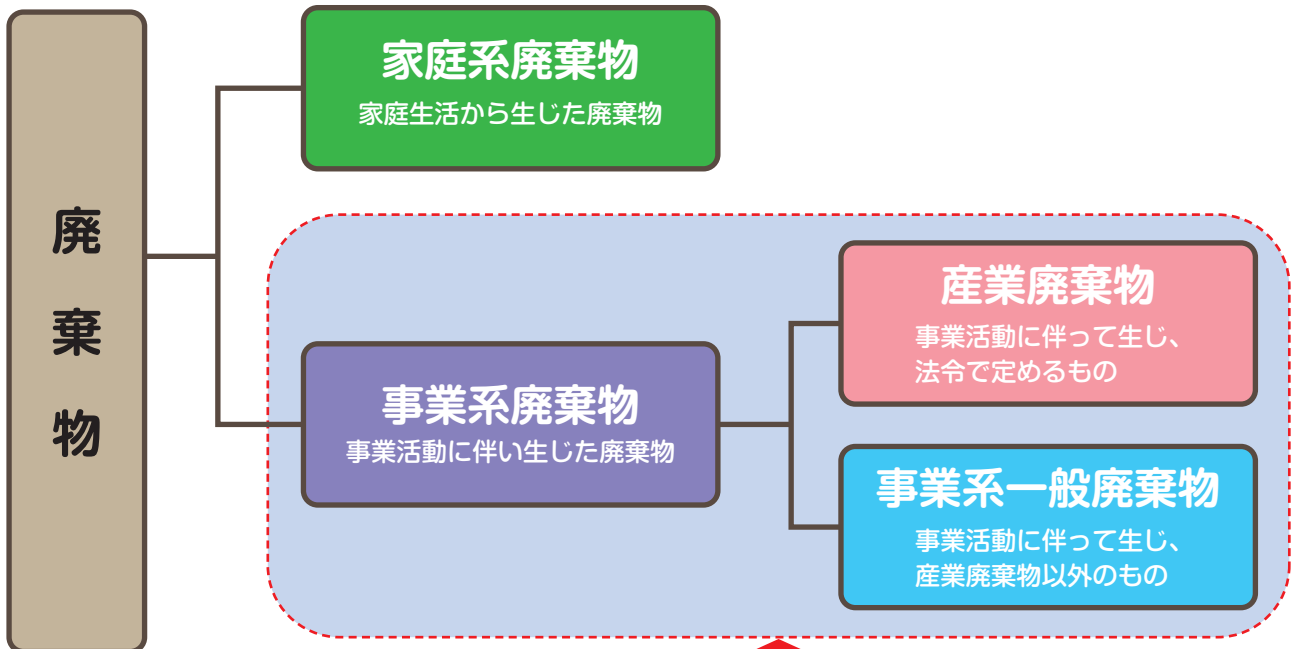 廃棄物
家庭系廃棄物
家庭生活から生じた廃棄物
事業系廃棄物
事業活動に伴い生じた廃棄物
産業廃棄物
事業活動に伴って生じ、
法令で定めるもの
事業系一般廃棄物
事業活動に伴って生じ、
産業廃棄物以外のもの